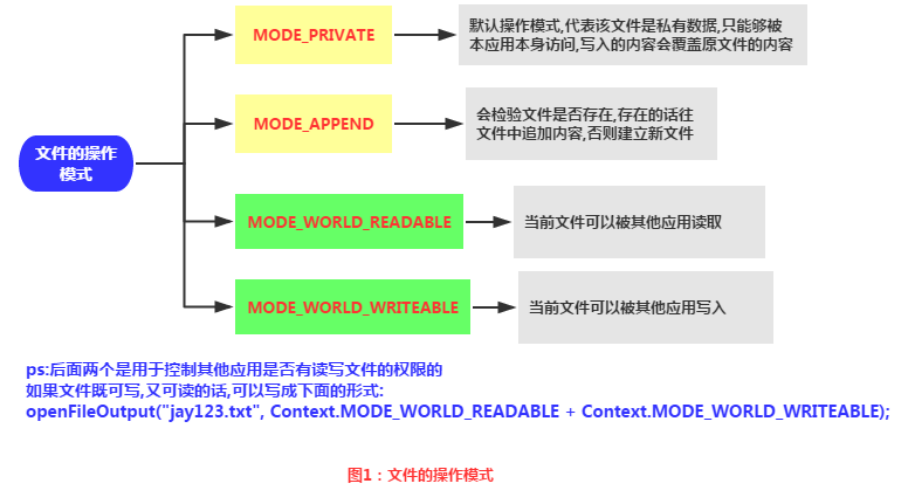 文件的操作
模式
MODE_PRIVATE
默认操作模式,代表该文件是私有数据,只能够被
本应用本身访问,写入的内容会覆盖原文件的内容
MODE_APPEND
会检验文件是否存在,存在的话往
文件中追加内容,否则建立新文件
MODE_WORLD_READABLE
当前文件可以被其他应用读取
MODE_WORLD_WRITEABLE
当前文件可以被其他应用写入
ps:后面两个是用于控制其他应用是否有读写文件的权限的
如果文件既可写,又可读的话,可以写成下面的形式:
openFileOutput("jay123.txt", Context.MODE_WORLD_READABLE + Context.MODE_WORLD_WRITEABLE);
图1：文件的操作模式